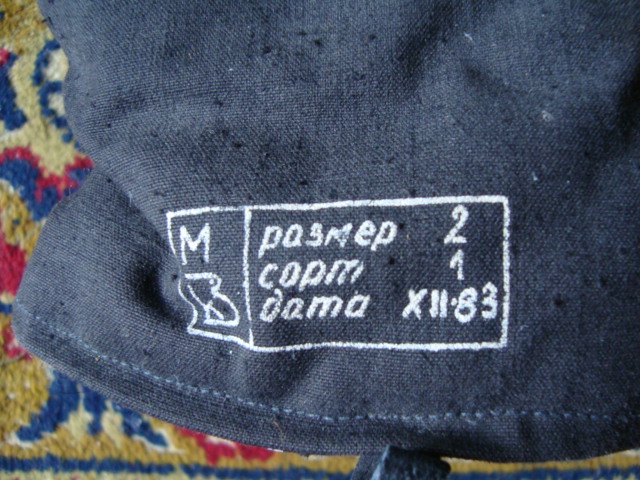 М
размер 2
сорт 1
дата XII·83